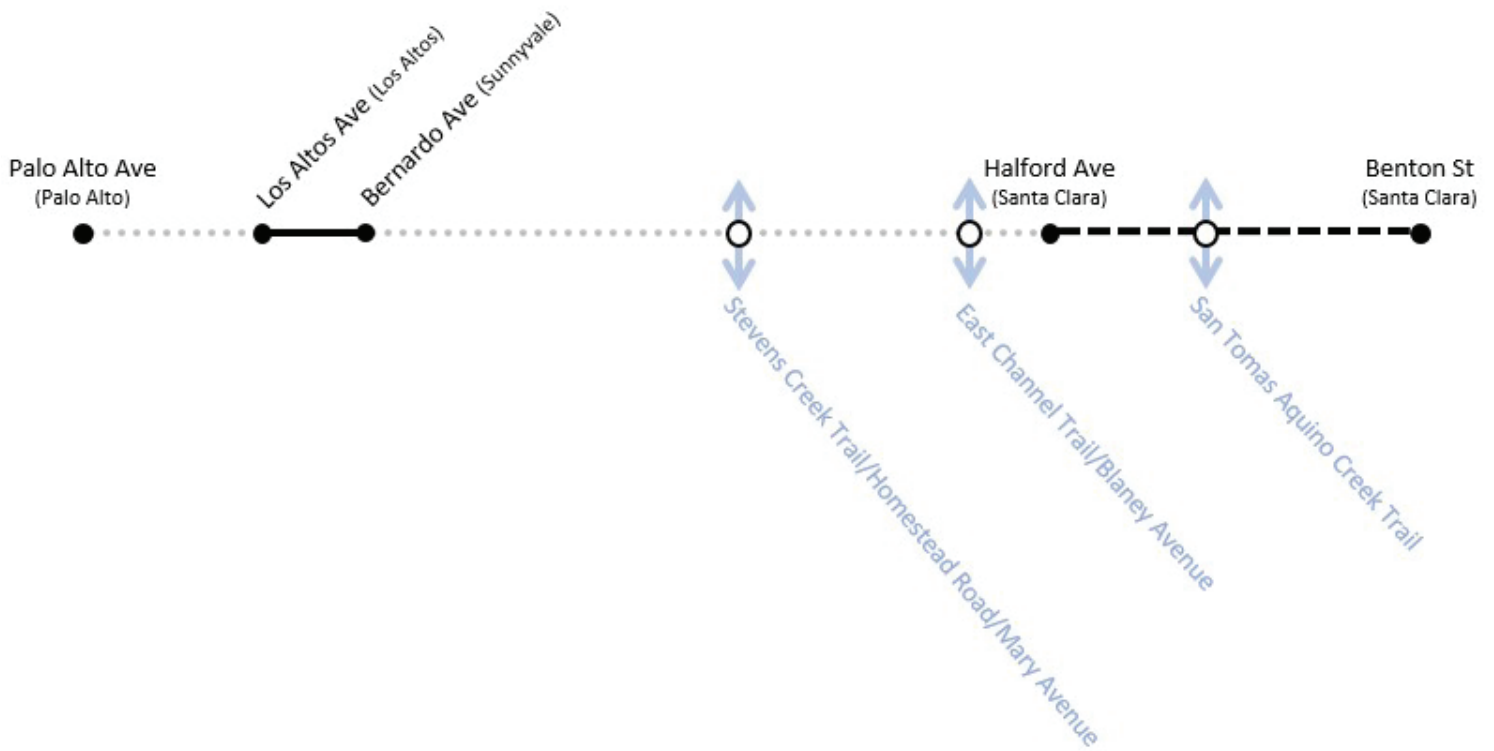 Palo Alto Ave
(Palo Alto)
Los Altos Ave (Los Altos)
Bernardo Ave (Sunnyvale)
Halford Ave
(Santa Clara)
Benton St
(Santa Clara)
Stevens Creek Trail/Homestead Road/Mary Avenue
East Channel Trail/Blaney Avenue
San Tomas Aquino Creek Trail